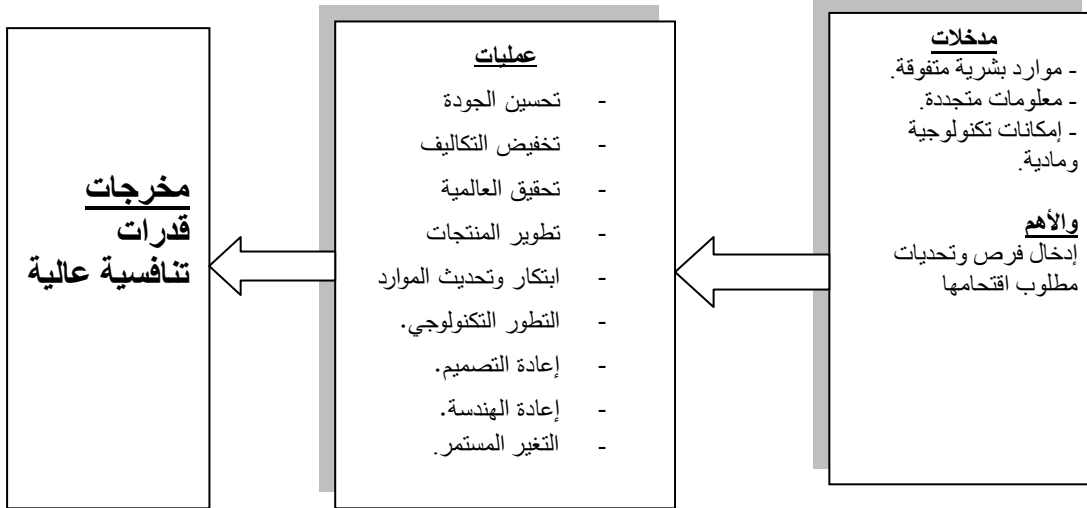 مدخلات
- موارد بشرية متفوقة.
- معلومات متجددة.
- إمكانات تكنولوجية
ومادية.
والأهم
إدخال فرص وتحديات
مطلوب اقتحامها
عمليات
- تحسين الجودة
- تخفيض التكاليف
- تحقيق العالمية
- تطوير المنتجات
- ابتكار وتحديث الموارد
- التطور التكنولوجي.
- إعادة التصميم.
- إعادة الهندسة.
- التغير المستمر.
مخرجات
قدرات
تنافسية عالية